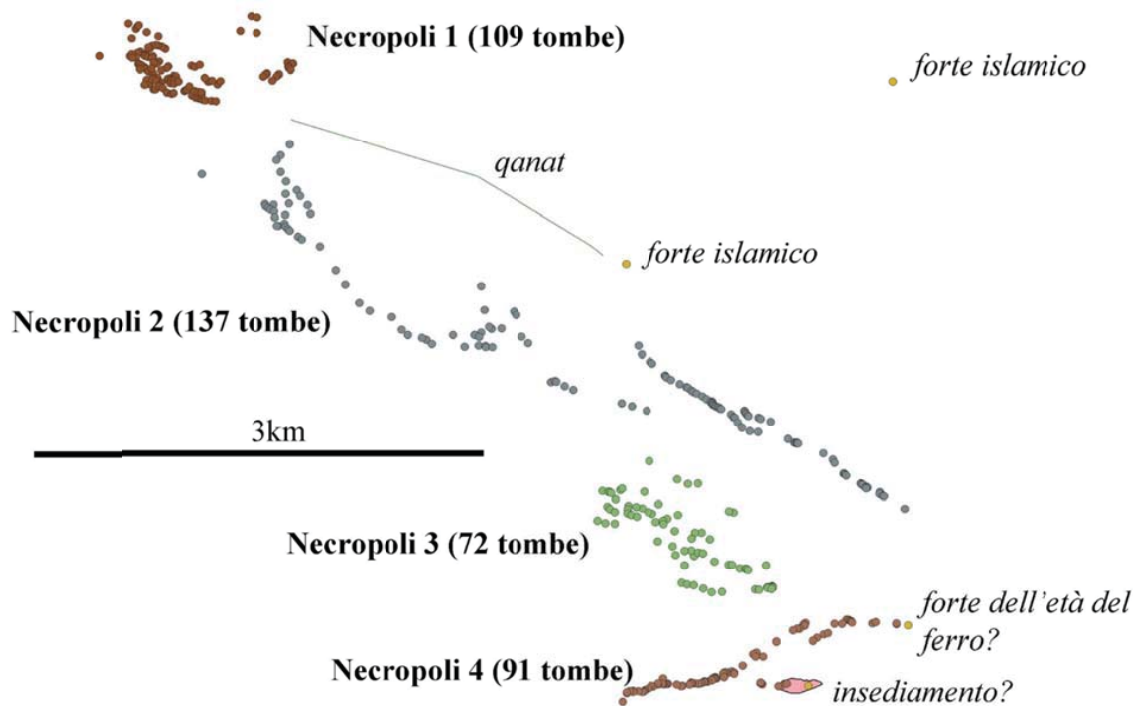 Necropoli 1 (109 tombe)
forte islamico
qanat
forte islamico
Necropoli 2 (137 tombe)
3km
Necropoli 3 (72 tombe)
forte dell'età del
ferro?
Necropoli 4 (91 tombe)
insediamento?